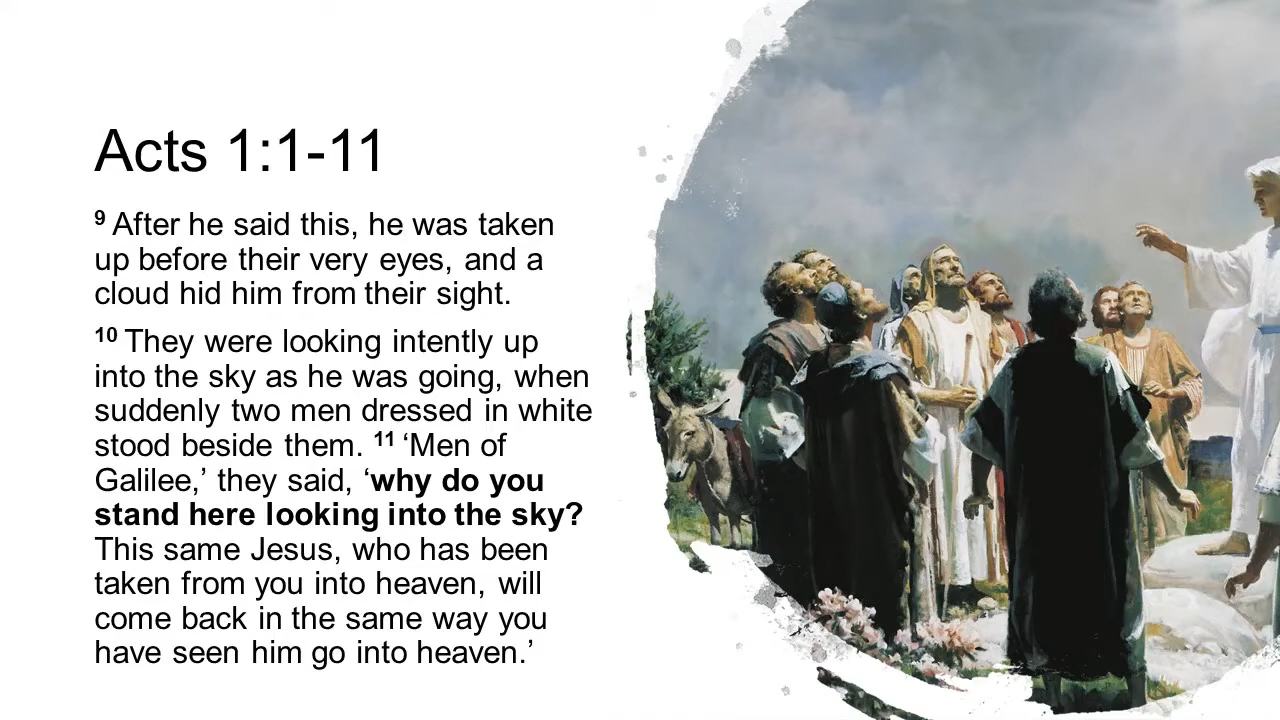 Acts 1:1-11
⁹ After he said this, he was taken
up before their very eyes, and a
cloud hid him from their sight.
¹⁰ They were looking intently up
into the sky as he was going, when
suddenly two men dressed in white
stood beside them. ¹¹ ‘Men of
Galilee,’ they said, ‘why do you
stand here looking into the sky?
This same Jesus, who has been
taken from you into heaven, will
come back in the same way you
have seen him go into heaven.’